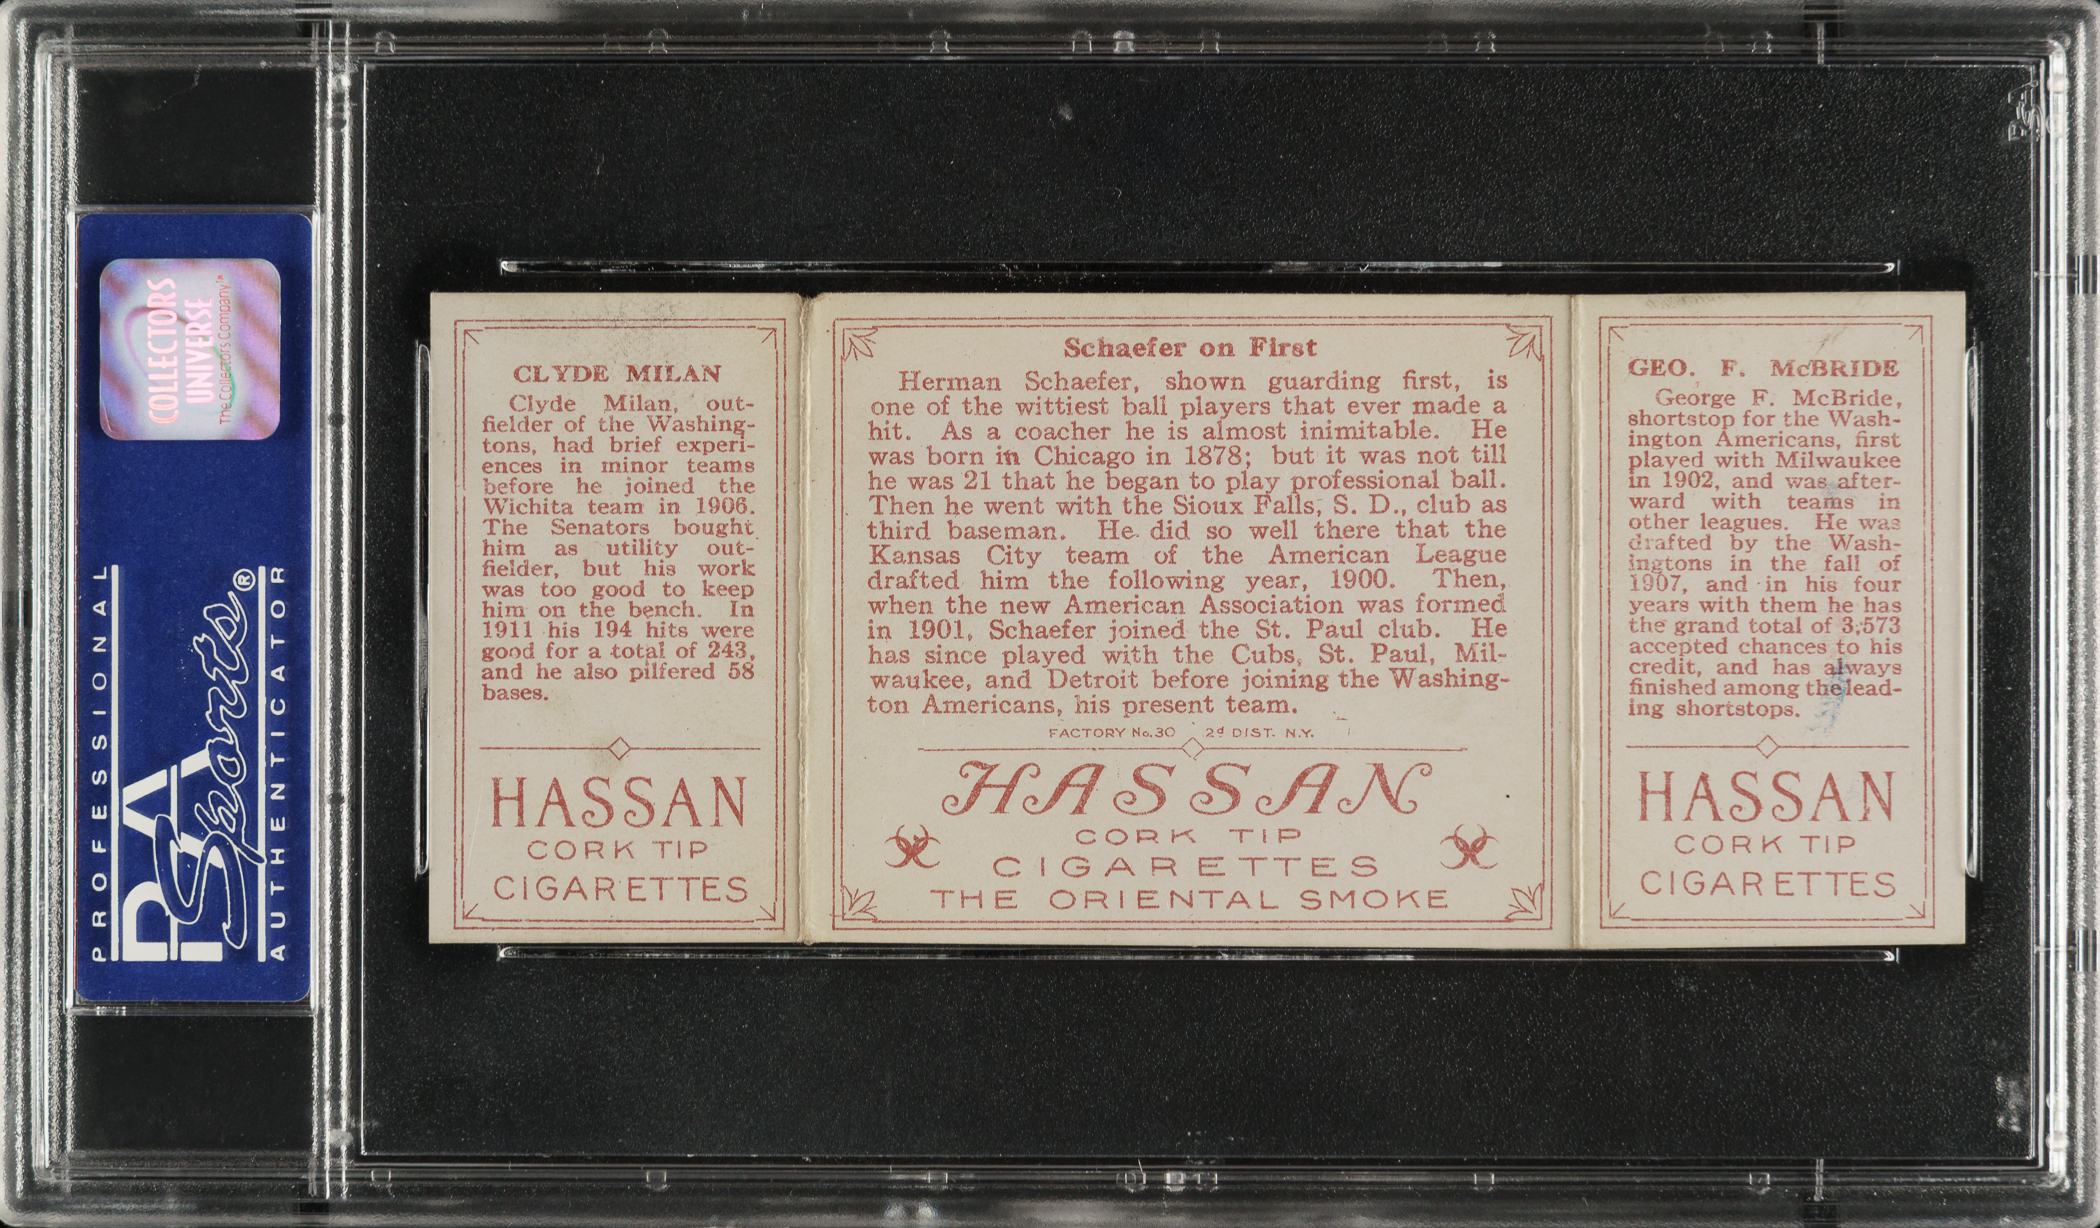 COLLECTORS
UNIVERSE
The Collectors Company™
PROFESSIONAL
PSA
Sports®
AUTHENTICATOR
PSA
CLYDE MILAN
Clyde Milan, out-
fielder of the Washing-
tons, had brief experi-
ences in minor teams
before he joined the
Wichita team in 1906.
The Senators bought
him as utility out-
fielder, but his work
was too good to keep
him on the bench. In
1911 his 194 hits were
good for a total of 243,
and he also pilfered 58
bases.
HASSAN
CORK TIP
CIGARETTES
Schaefer on First
Herman Schaefer, shown guarding first, is
one of the wittiest ball players that ever made a
hit. As a coacher he is almost inimitable. He
was born in Chicago in 1878; but it was not till
he was 21 that he began to play professional ball.
Then he went with the Sioux Falls, S. D., club as
third baseman. He did so well there that the
Kansas City team of the American League
drafted him the following year, 1900. Then,
when the new American Association was formed
in 1901, Schaefer joined the St. Paul club. He
has since played with the Cubs, St. Paul, Mil-
waukee, and Detroit before joining the Washing-
ton Americans, his present team.
FACTORY No. 30 2d DIST. N.Y.
HASSAN
CORK TIP
CIGARETTES
THE ORIENTAL SMOKE
GEO. F. McBRIDE
George F. McBride,
shortstop for the Wash-
ington Americans, first
played with Milwaukee
in 1902, and was after-
ward with teams in
other leagues. He was
drafted by the Wash-
ingtons in the fall of
1907, and in his four
years with them he has
the grand total of 3,573
accepted chances to his
credit, and has always
finished among the lead-
ing shortstops.
HASSAN
CORK TIP
CIGARETTES